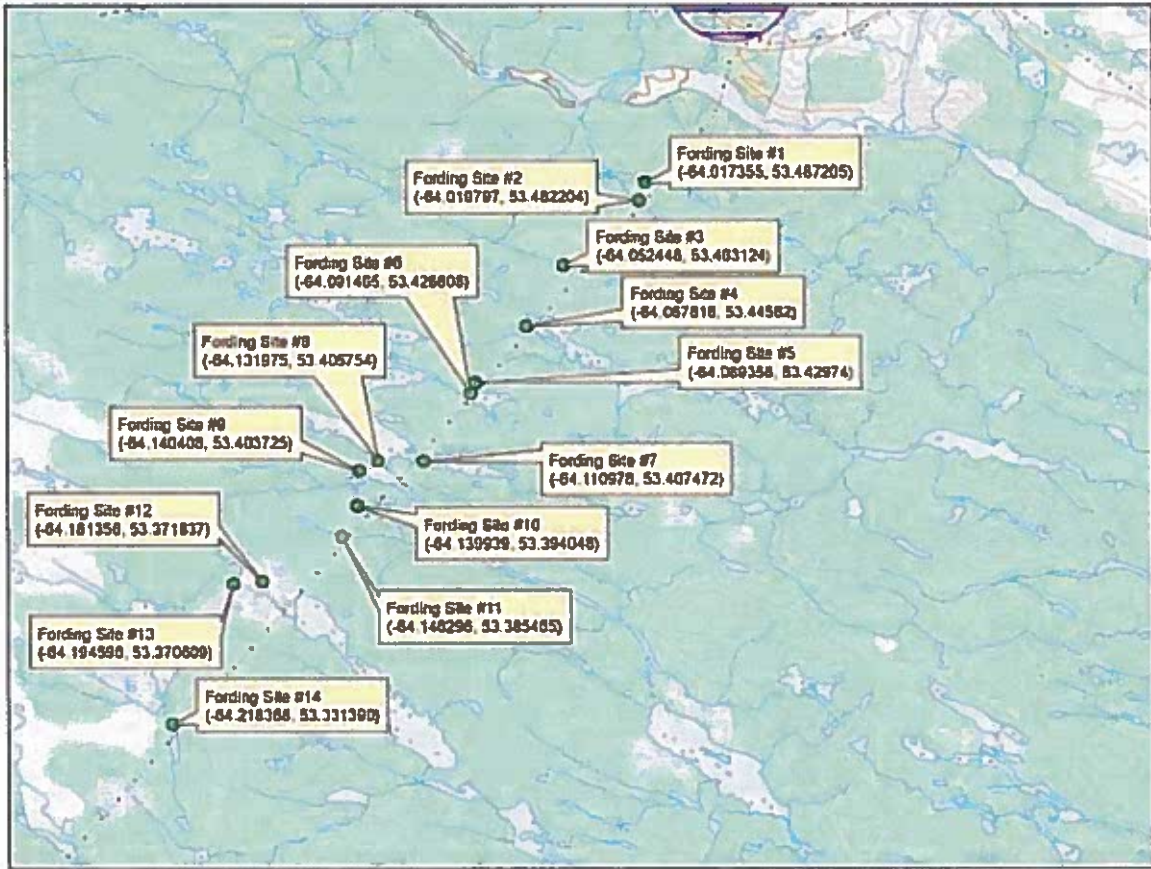 Fording Site #1
(-64.017355, 53.487205)
Fording Site #2
(-64.019797, 53.482204)
Fording Site #3
(-64.052448, 53.463124)
Fording Site #4
(-64.067818, 53.44582)
Fording Site #5
(-64.089358, 53.42974)
Fording Site #6
(-64.091465, 53.426608)
Fording Site #7
(-64.110978, 53.407472)
Fording Site #8
(-64.131975, 53.406754)
Fording Site #9
(-64.140408, 53.403725)
Fording Site #10
(-64.139939, 53.394048)
Fording Site #11
(-64.148296, 53.385465)
Fording Site #12
(-64.181358, 53.371837)
Fording Site #13
(-64.194598, 53.370609)
Fording Site #14
(-64.218368, 53.331390)